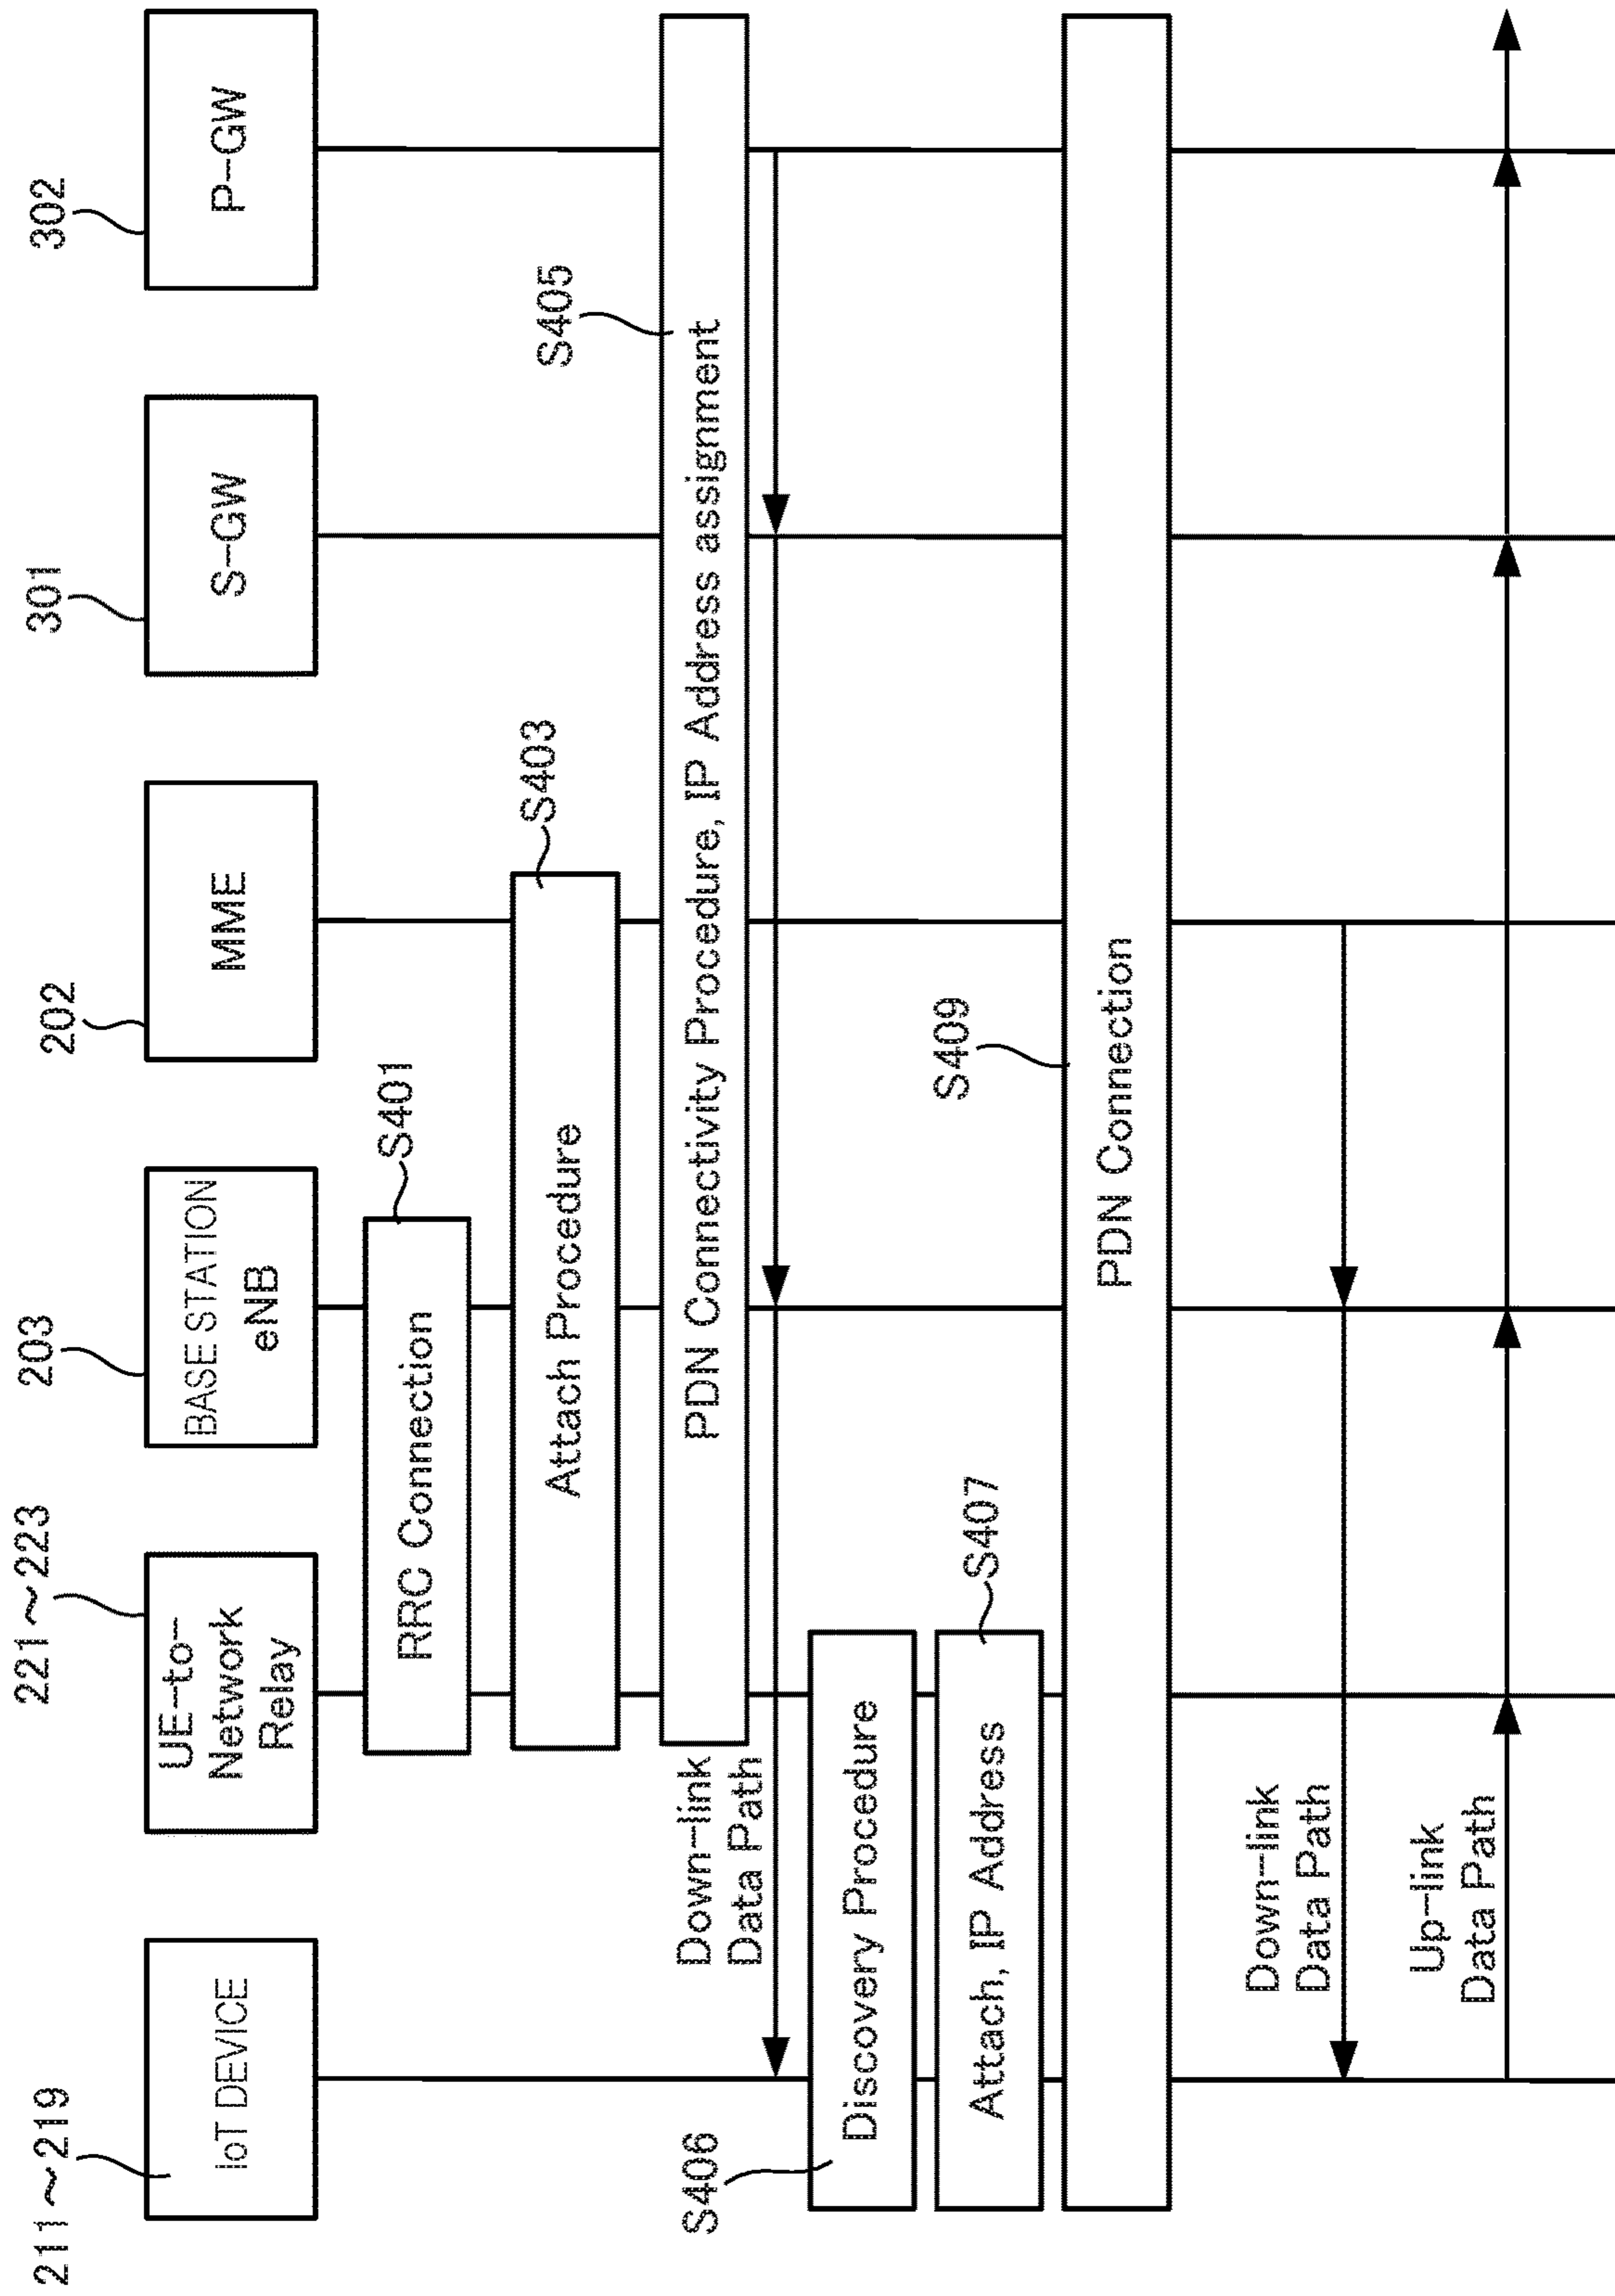 211～219
IoT DEVICE
221～223
UE-to-
Network
Relay
203
BASE STATION
eNB
202
MME
301
S-GW
302
P-GW
RRC Connection
S401
Attach Procedure
S403
PDN Connectivity Procedure, IP Address assignment
S405
Down-link
Data Path
S406
Discovery Procedure
Attach, IP Address
S407
PDN Connection
S409
Down-link
Data Path
Up-link
Data Path